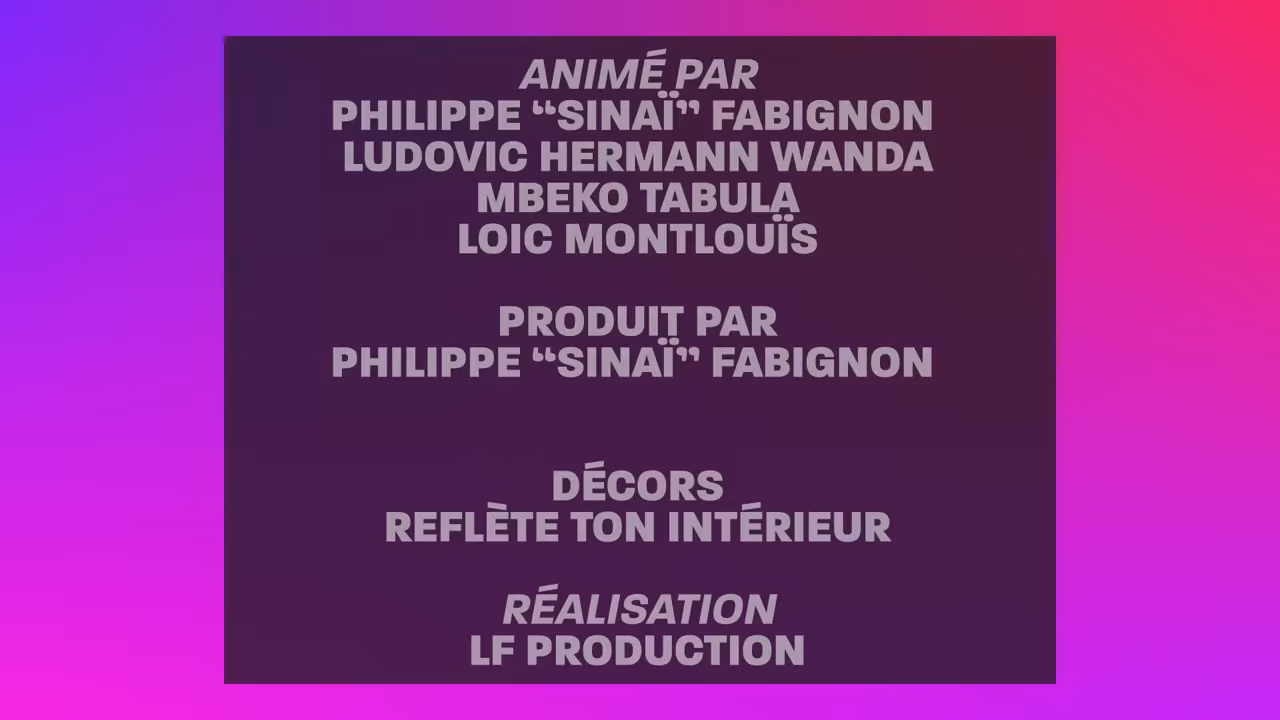 ANIMÉ PAR
PHILIPPE “SINAÏ” FABIGNON
LUDOVIC HERMANN WANDA
MBEKO TABULA
LOIC MONTLOUÏS
PRODUIT PAR
PHILIPPE “SINAÏ” FABIGNON
DÉCORS
REFLÈTE TON INTÉRIEUR
RÉALISATION
LF PRODUCTION